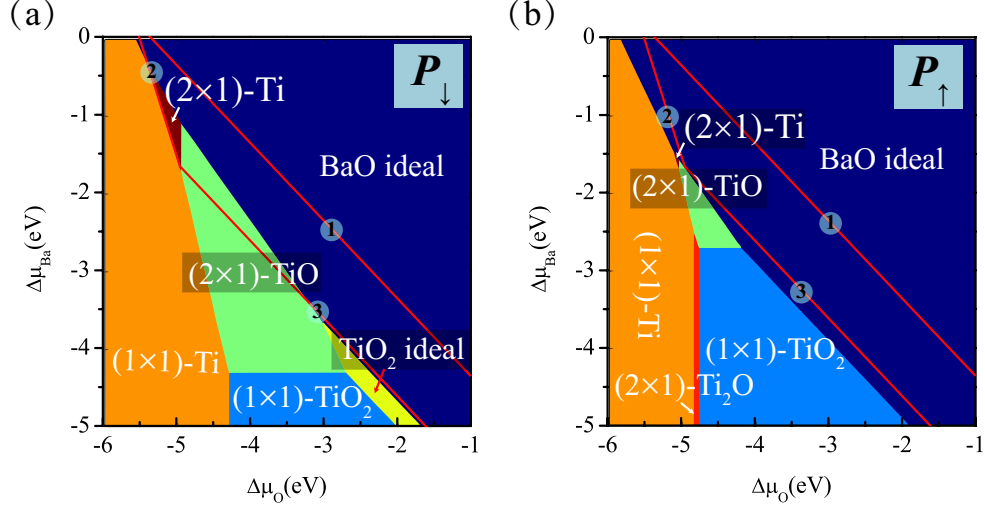 (a)
P↓
0
-1
-2
-3
-4
-5
Δμ_Ba(eV)
2
(2×1)-Ti
BaO ideal
1
(2×1)-TiO
3
TiO₂ ideal
(1×1)-Ti
(1×1)-TiO₂
-6 -5 -4 -3 -2 -1
Δμ_O(eV)
(b)
P↑
0
-1
-2
-3
-4
-5
Δμ_Ba(eV)
2
(2×1)-Ti
BaO ideal
(2×1)-TiO
1
(1×1)-Ti
3
(1×1)-TiO₂
(2×1)-Ti₂O
-6 -5 -4 -3 -2 -1
Δμ_O(eV)